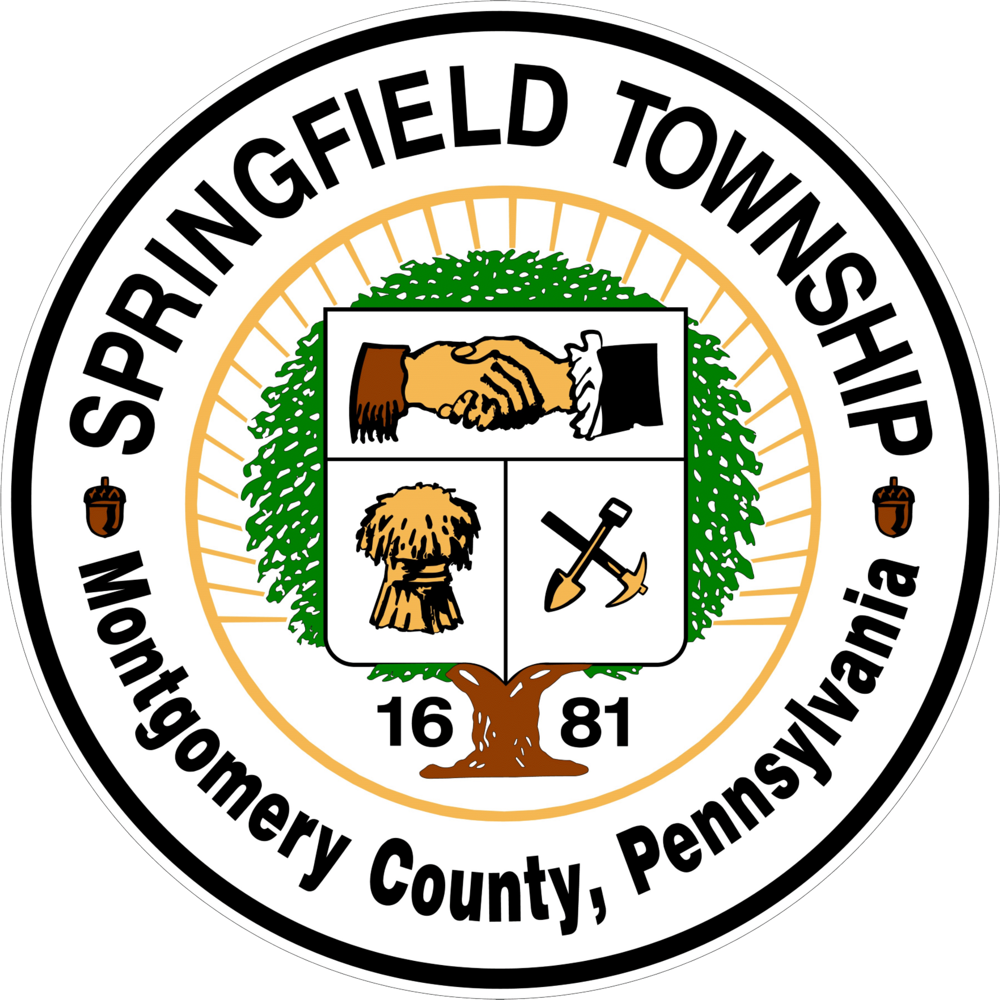 SPRINGFIELD TOWNSHIP
16 81
Montgomery County, Pennsylvania